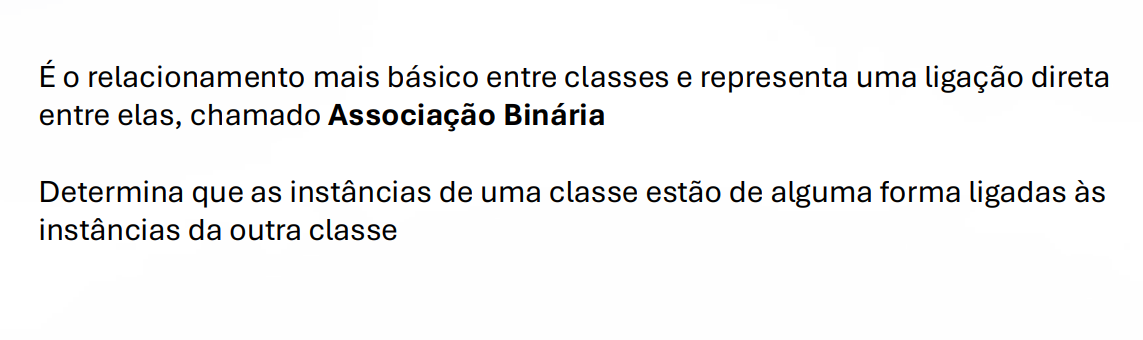 É o relacionamento mais básico entre classes e representa uma ligação direta
entre elas, chamado Associação Binária
Determina que as instâncias de uma classe estão de alguma forma ligadas às
instâncias da outra classe